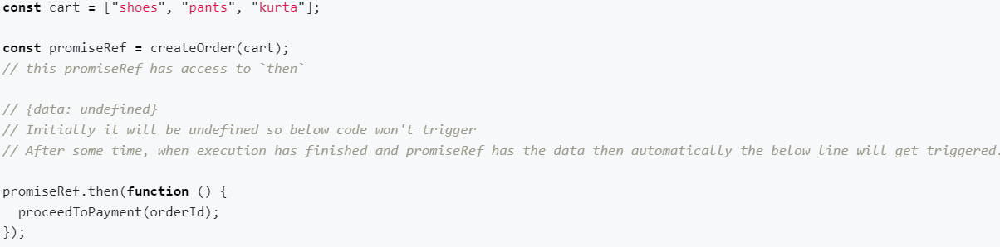 const cart = ["shoes", "pants", "kurta"];
const promiseRef = createOrder(cart);
// this promiseRef has access to `then`
// {data: undefined}
// Initially it will be undefined so below code won't trigger
// After some time, when execution has finished and promiseRef has the data then automatically the below line will get triggered.
promiseRef.then(function () {
  proceedToPayment(orderId);
});